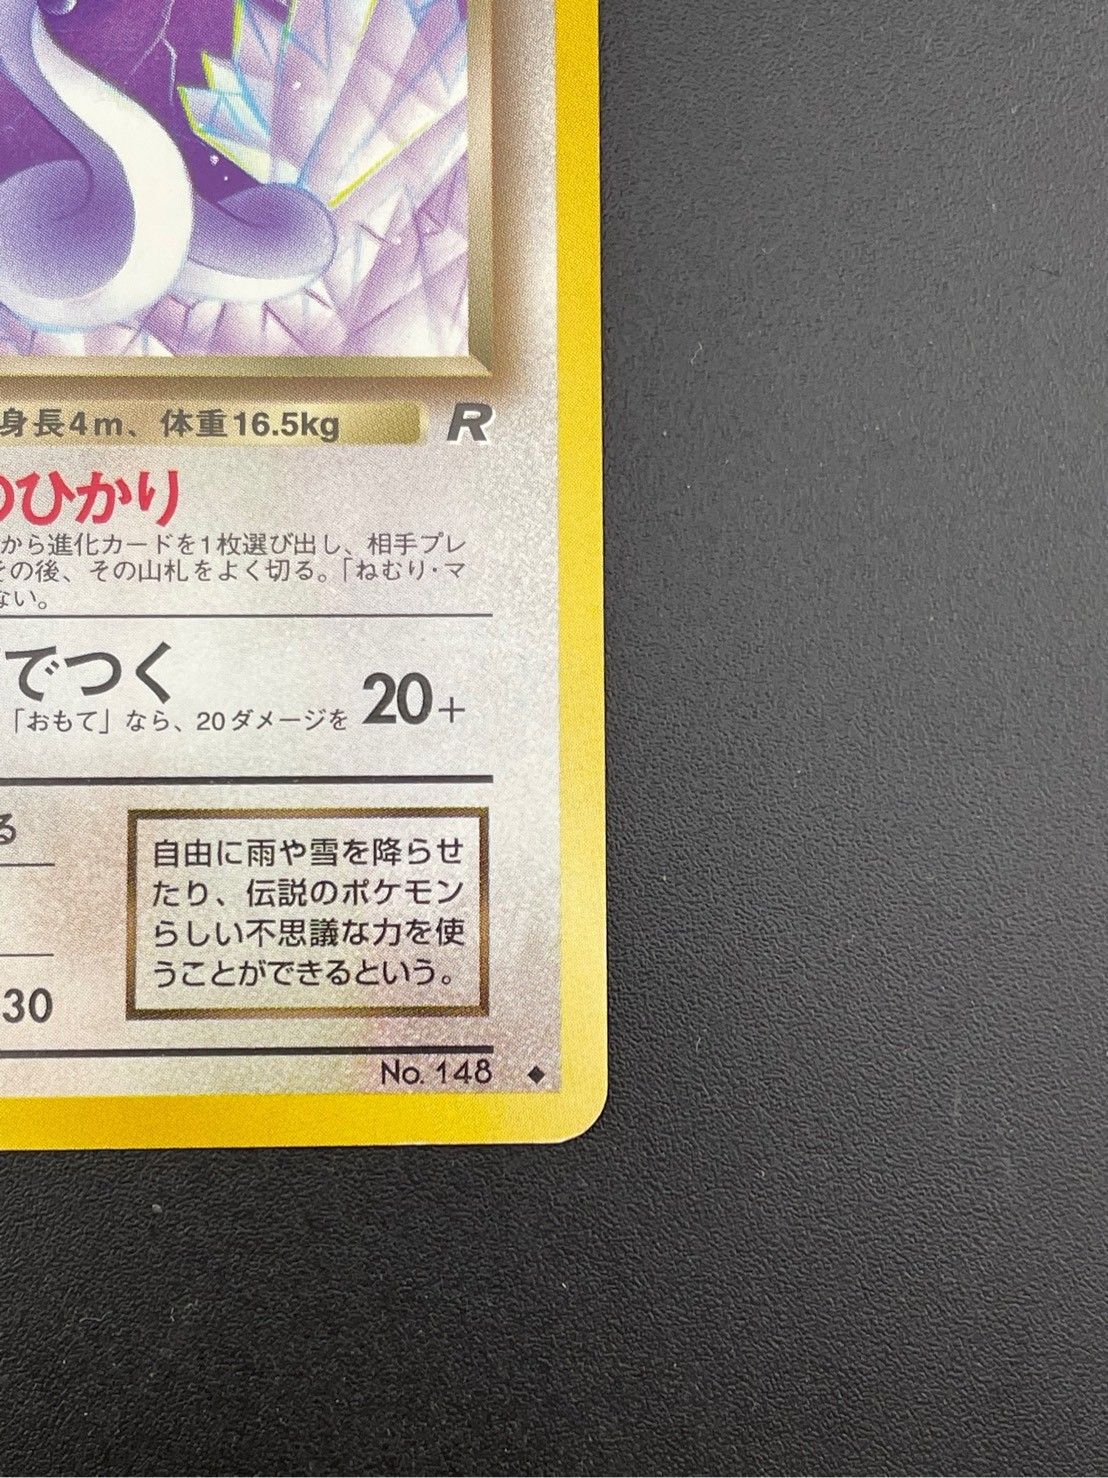 身長4m、体重16.5kg R
のひかり
から進化カードを1枚選び出し、相手プレ
その後、その山札をよく切る。「ねむり・マ
ない。
でつく
「おもて」なら、20ダメージを 20+
る
30
自由に雨や雪を降らせ
たり、伝説のポケモン
らしい不思議な力を使
うことができるという。
No. 148 ◆